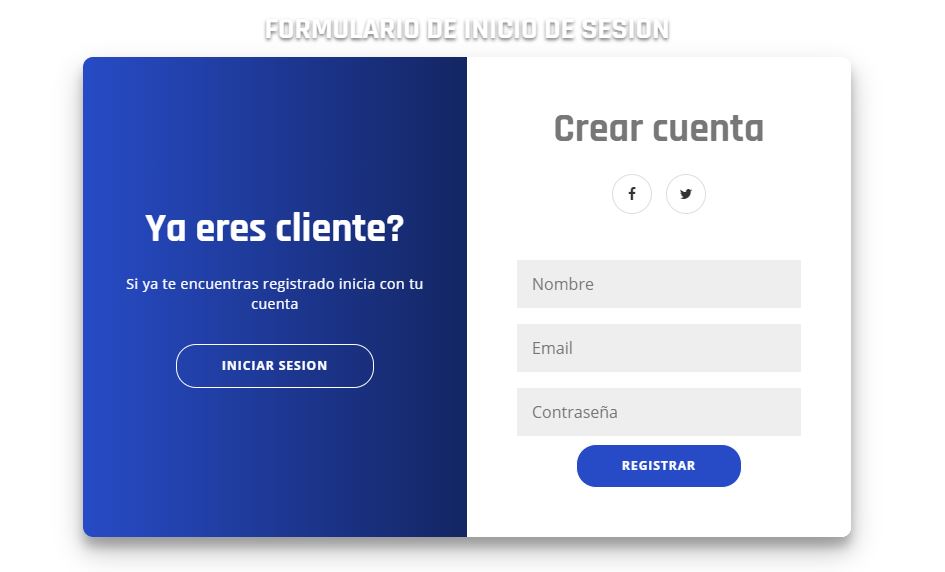 FORMULARIO DE INICIO DE SESION
Ya eres cliente?
Si ya te encuentras registrado inicia con tu
cuenta
INICIAR SESION
Crear cuenta
Nombre
Email
Contraseña
REGISTRAR